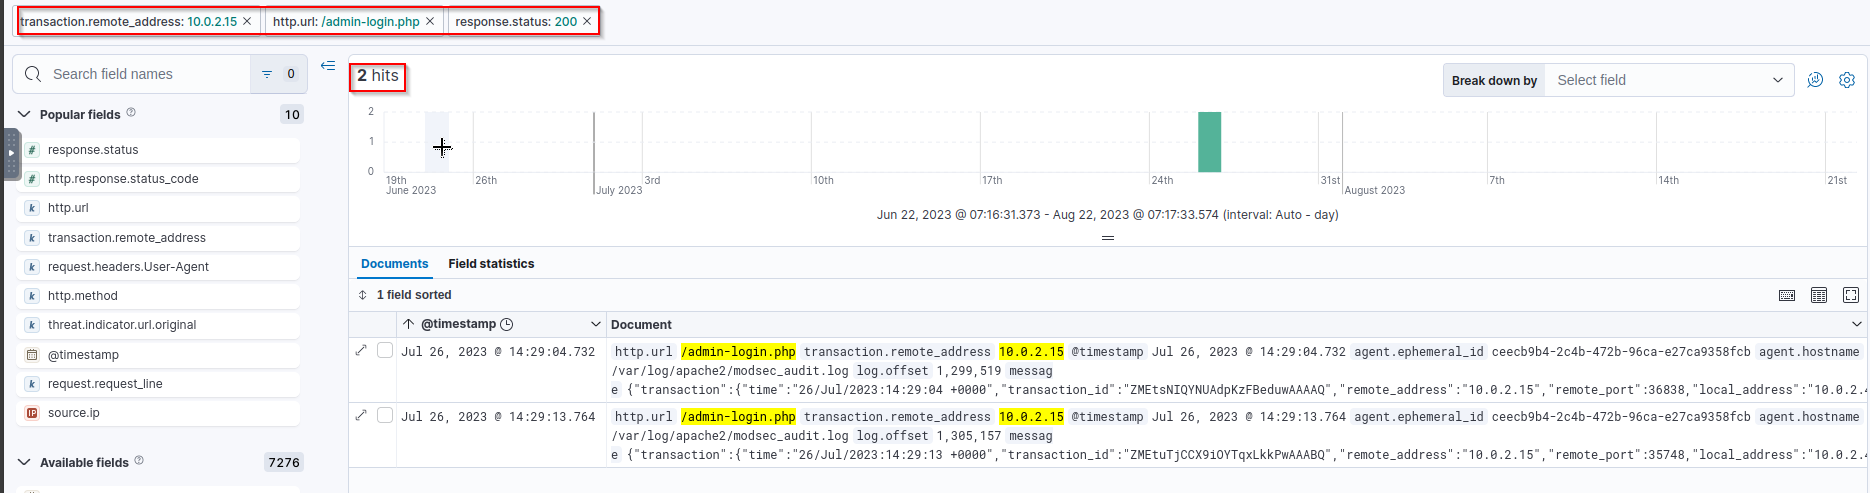 transaction.remote_address: 10.0.2.15 × http.url: /admin-login.php × response.status: 200 ×
Search field names 0
2 hits
Break down by Select field
Popular fields 10
response.status
http.response.status_code
http.url
transaction.remote_address
request.headers.User-Agent
http.method
threat.indicator.url.original
@timestamp
request.request_line
source.ip
Available fields 7276
2
1
0
19th 26th 3rd 10th 17th 24th 31st 7th 14th 21st
June 2023 July 2023 August 2023
Jun 22, 2023 @ 07:16:31.373 - Aug 22, 2023 @ 07:17:33.574 (interval: Auto - day)
Documents Field statistics
1 field sorted
@timestamp Document
Jul 26, 2023 @ 14:29:04.732 http.url /admin-login.php transaction.remote_address 10.0.2.15 @timestamp Jul 26, 2023 @ 14:29:04.732 agent.ephemeral_id ceecb9b4-2c4b-472b-96ca-e27ca9358fcb agent.hostname
/var/log/apache2/modsec_audit.log log.offset 1,299,519 messag
e {"transaction":{"time":"26/Jul/2023:14:29:04 +0000","transaction_id":"ZMEtsNIQYNUAdpKzFBeduwAAAAQ","remote_address":"10.0.2.15","remote_port":36838,"local_address":"10.0.2.4
Jul 26, 2023 @ 14:29:13.764 http.url /admin-login.php transaction.remote_address 10.0.2.15 @timestamp Jul 26, 2023 @ 14:29:13.764 agent.ephemeral_id ceecb9b4-2c4b-472b-96ca-e27ca9358fcb agent.hostname
/var/log/apache2/modsec_audit.log log.offset 1,305,157 messag
e {"transaction":{"time":"26/Jul/2023:14:29:13 +0000","transaction_id":"ZMEtuTjCCX9iOYTqxLkkPwAAABQ","remote_address":"10.0.2.15","remote_port":35748,"local_address":"10.0.2.4